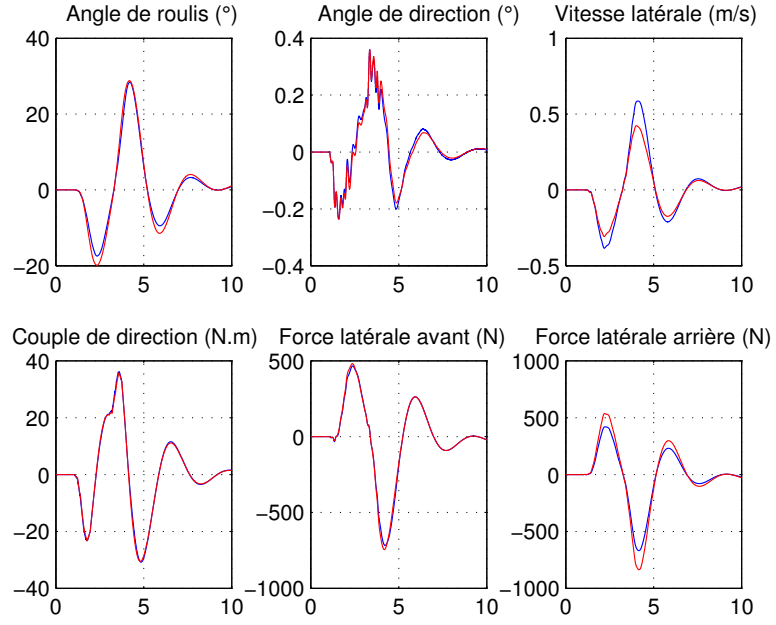 Angle de roulis (°)
40
20
0
−20
0 5 10
Angle de direction (°)
0.4
0.2
0
−0.2
−0.4
0 5 10
Vitesse latérale (m/s)
1
0.5
0
−0.5
0 5 10
Couple de direction (N.m)
40
20
0
−20
−40
0 5 10
Force latérale avant (N)
500
0
−500
−1000
0 5 10
Force latérale arrière (N)
1000
500
0
−500
−1000
0 5 10